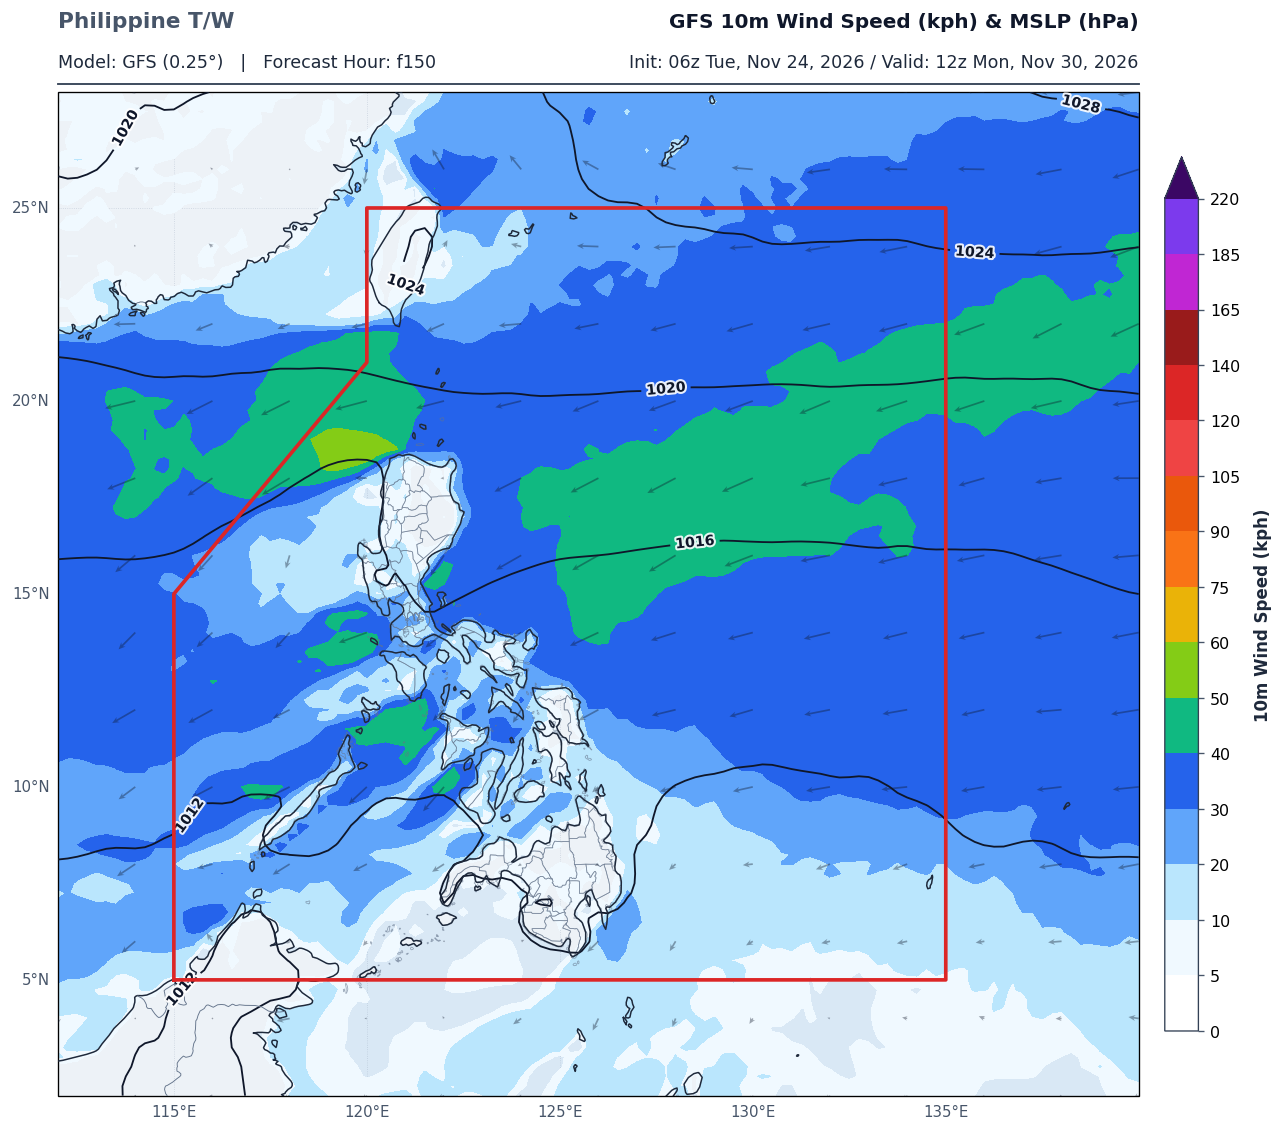 Philippine T/W
GFS 10m Wind Speed (kph) & MSLP (hPa)
Model: GFS (0.25°)   |   Forecast Hour: f150
Init: 06z Tue, Nov 24, 2026 / Valid: 12z Mon, Nov 30, 2026
1020
1028
25°N
1024
1024
20°N
1020
1016
15°N
10°N
1012
5°N
1012
115°E
120°E
125°E
130°E
135°E
220
185
165
140
120
105
90
75
60
50
40
30
20
10
5
0
10m Wind Speed (kph)